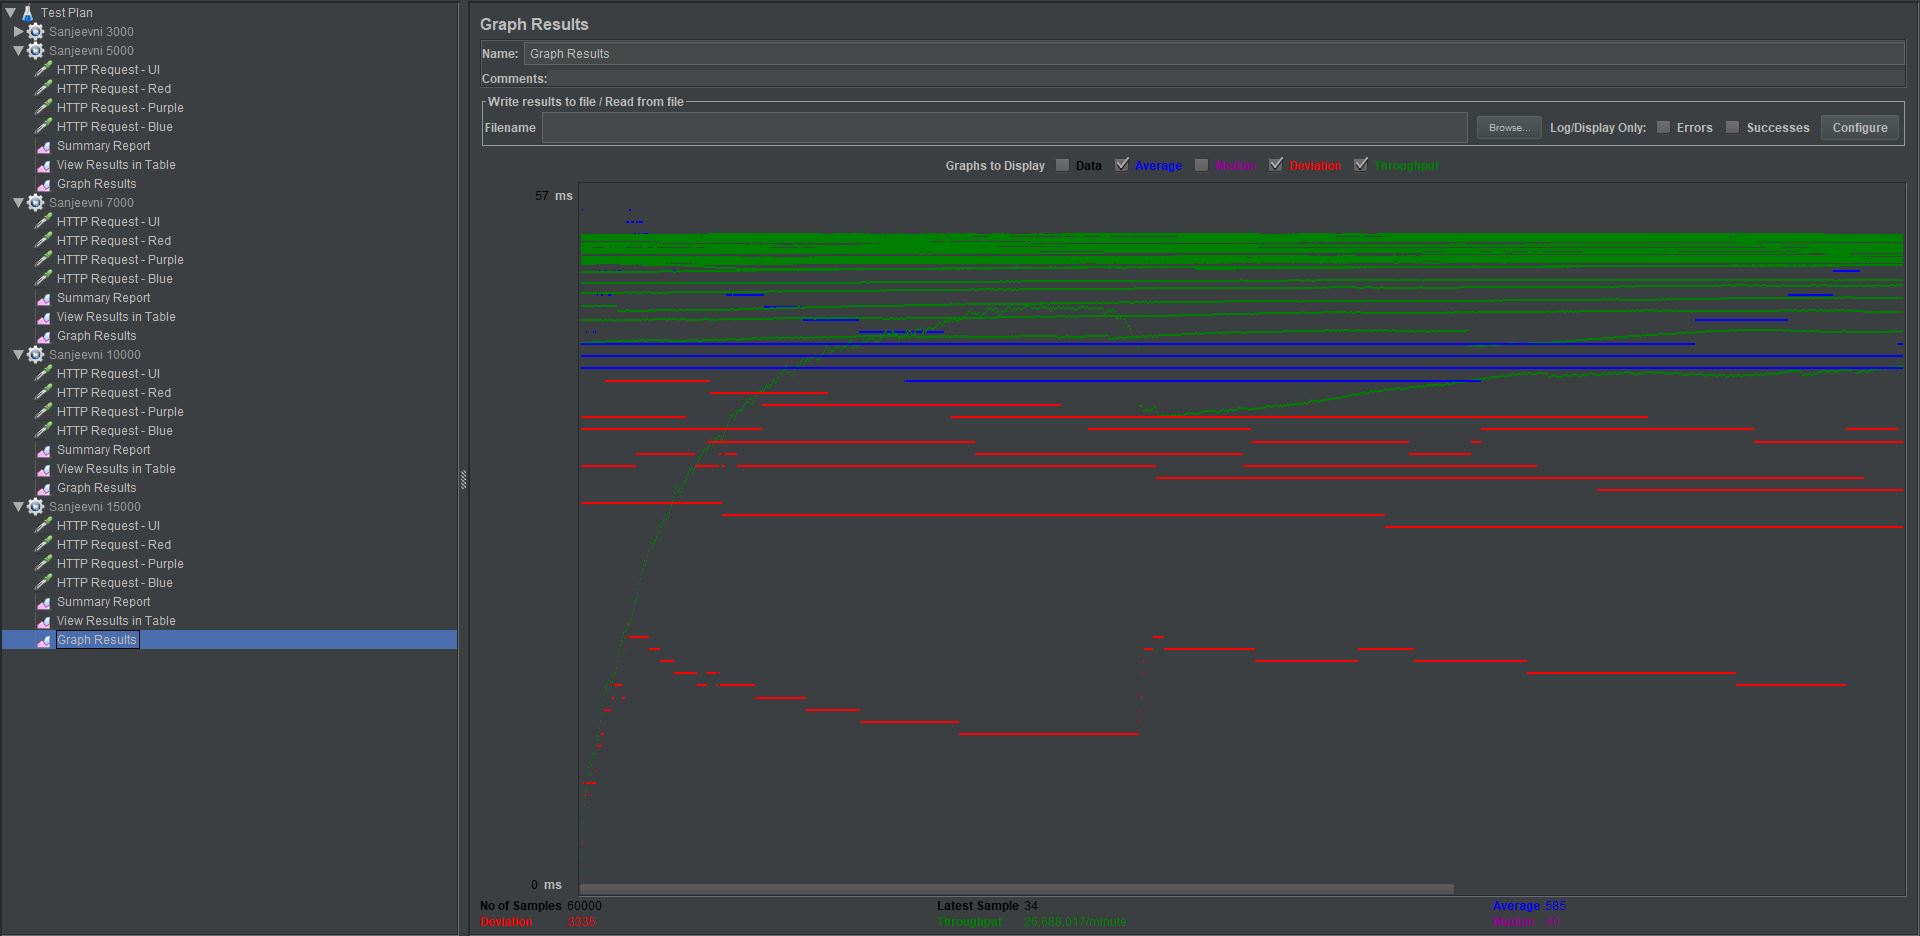 Test Plan
Sanjeevni 3000
Sanjeevni 5000
HTTP Request - UI
HTTP Request - Red
HTTP Request - Purple
HTTP Request - Blue
Summary Report
View Results in Table
Graph Results
Sanjeevni 7000
HTTP Request - UI
HTTP Request - Red
HTTP Request - Purple
HTTP Request - Blue
Summary Report
View Results in Table
Graph Results
Sanjeevni 10000
HTTP Request - UI
HTTP Request - Red
HTTP Request - Purple
HTTP Request - Blue
Summary Report
View Results in Table
Graph Results
Sanjeevni 15000
HTTP Request - UI
HTTP Request - Red
HTTP Request - Purple
HTTP Request - Blue
Summary Report
View Results in Table
Graph Results
Graph Results
Name: Graph Results
Comments:
Write results to file / Read from file
Filename Browse... Log/Display Only: Errors Successes Configure
Graphs to Display Data Average Median Deviation Throughput
57 ms
0 ms
No of Samples 60000 Latest Sample 34 Average 585
Deviation 3335 Throughput 26,688.017/minute Median